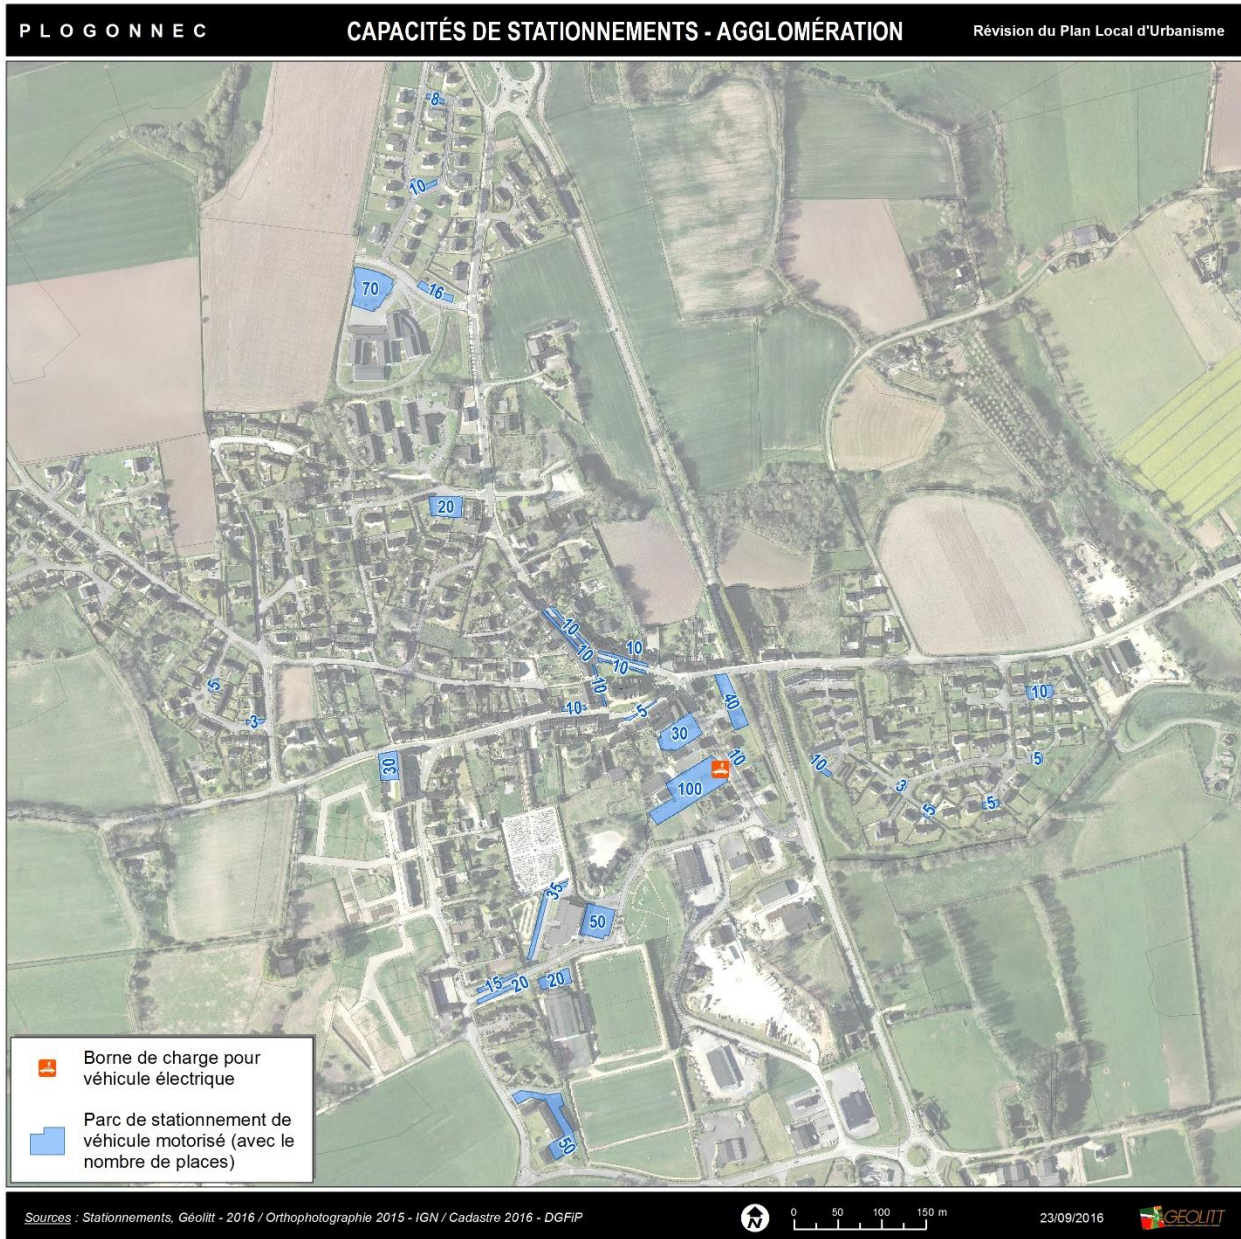 PLOGONNEC
CAPACITÉS DE STATIONNEMENTS - AGGLOMÉRATION
Révision du Plan Local d'Urbanisme
8
10
70
16
20
10
10
10
10
10
10
5
5
3
40
30
10
100
30
10
10
5
3
5
5
35
50
15
20
20
50
Borne de charge pour
véhicule électrique
Parc de stationnement de
véhicule motorisé (avec le
nombre de places)
Sources : Stationnements, Géolitt - 2016 / Orthophotographie 2015 - IGN / Cadastre 2016 - DGFiP
N
0 50 100 150 m
23/09/2016
GEOLITT